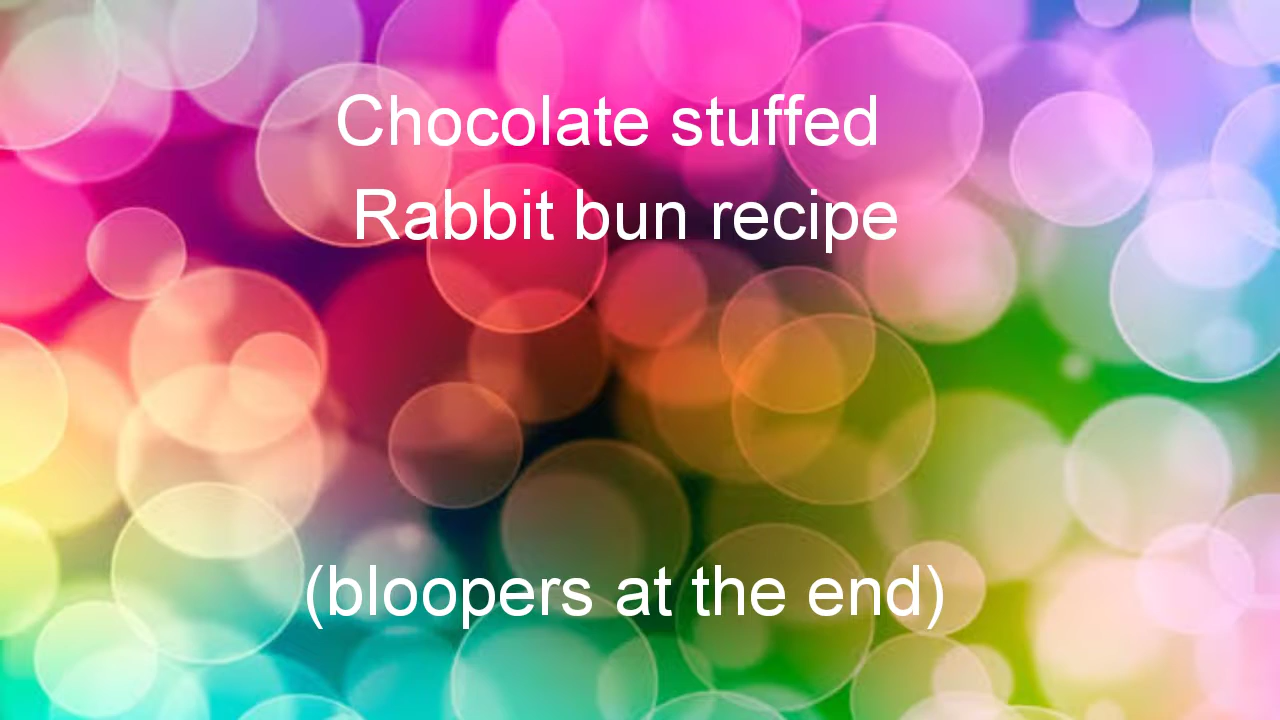 Chocolate stuffed
Rabbit bun recipe
(bloopers at the end)